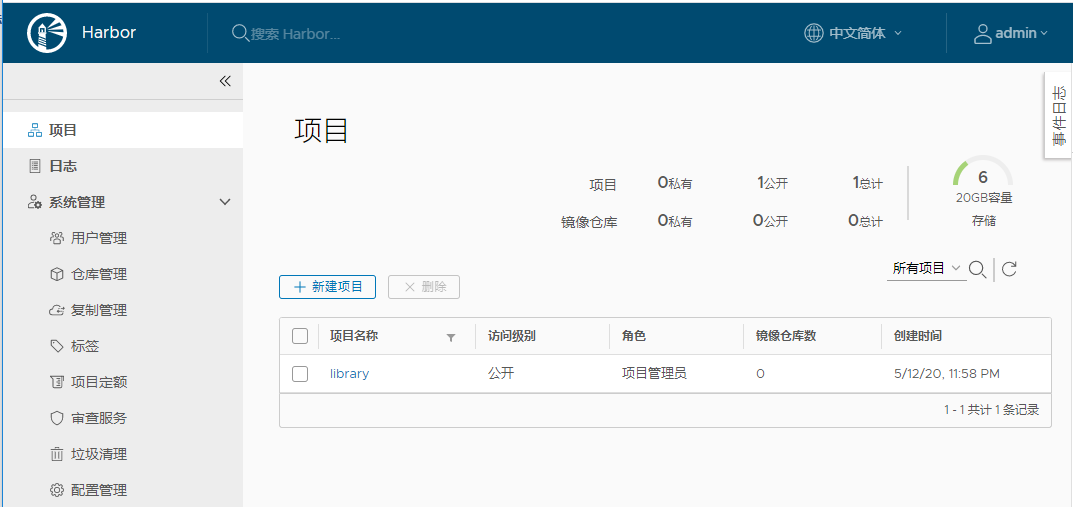 Harbor
搜索 Harbor...
中文简体
admin
事件日志
项目
日志
系统管理
用户管理
仓库管理
复制管理
标签
项目定额
审查服务
垃圾清理
配置管理
项目
项目 0私有 1公开 1总计
镜像仓库 0私有 0公开 0总计
6
20GB容量
存储
所有项目
新建项目 删除
项目名称 访问级别 角色 镜像仓库数 创建时间
library 公开 项目管理员 0 5/12/20, 11:58 PM
1 - 1 共计 1 条记录